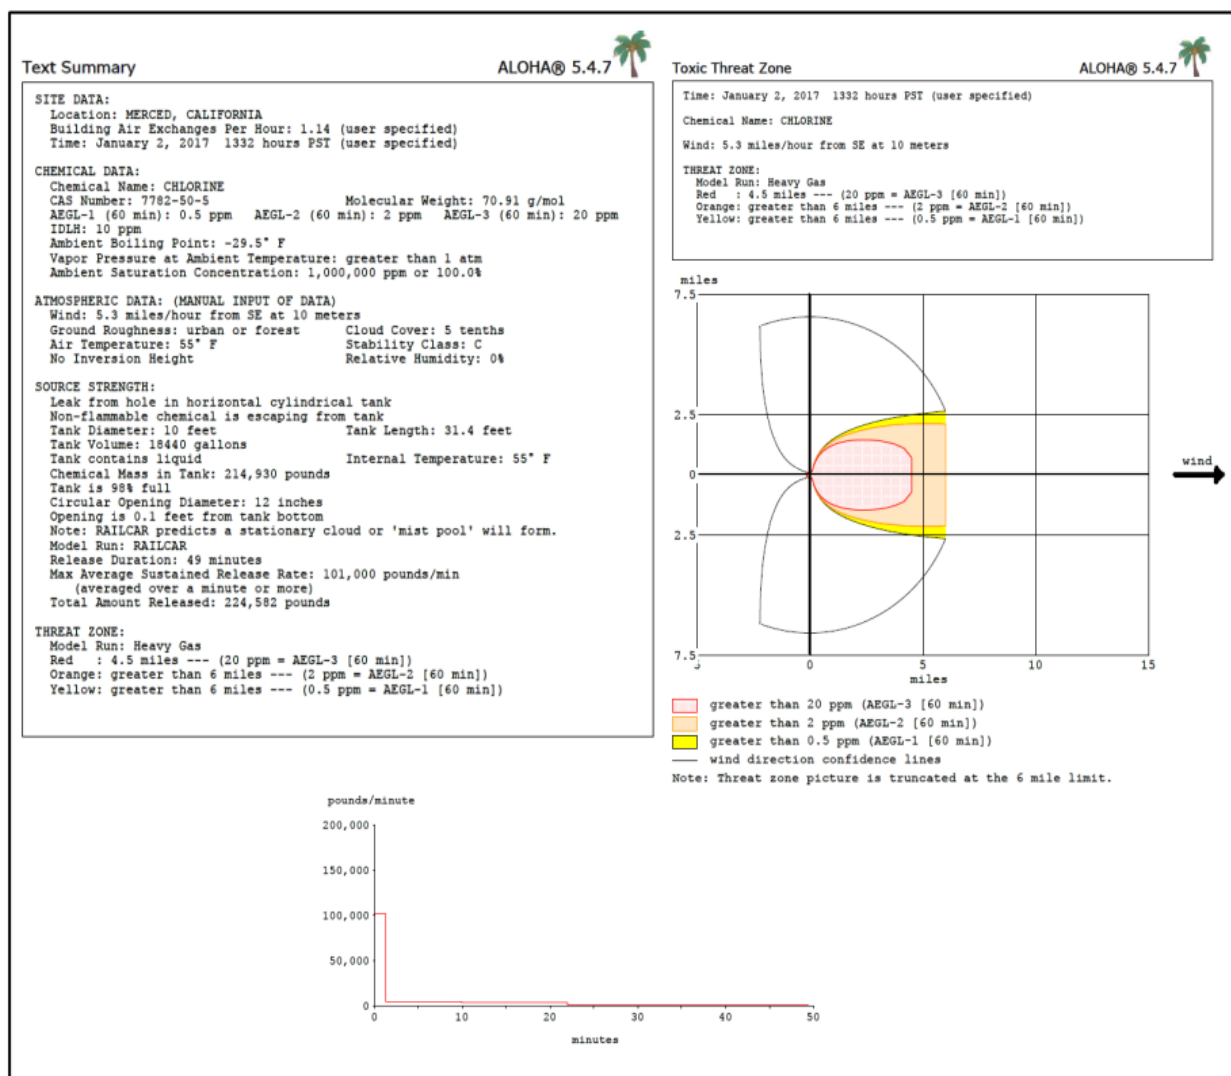 Text Summary
ALOHA® 5.4.7
SITE DATA:
Location: MERCED, CALIFORNIA
Building Air Exchanges Per Hour: 1.14 (user specified)
Time: January 2, 2017 1332 hours PST (user specified)
CHEMICAL DATA:
Chemical Name: CHLORINE
CAS Number: 7782-50-5 Molecular Weight: 70.91 g/mol
AEGL-1 (60 min): 0.5 ppm AEGL-2 (60 min): 2 ppm AEGL-3 (60 min): 20 ppm
IDLH: 10 ppm
Ambient Boiling Point: -29.5° F
Vapor Pressure at Ambient Temperature: greater than 1 atm
Ambient Saturation Concentration: 1,000,000 ppm or 100.0%
ATMOSPHERIC DATA: (MANUAL INPUT OF DATA)
Wind: 5.3 miles/hour from SE at 10 meters
Ground Roughness: urban or forest Cloud Cover: 5 tenths
Air Temperature: 55° F Stability Class: C
No Inversion Height Relative Humidity: 0%
SOURCE STRENGTH:
Leak from hole in horizontal cylindrical tank
Non-flammable chemical is escaping from tank
Tank Diameter: 10 feet Tank Length: 31.4 feet
Tank Volume: 18440 gallons
Tank contains liquid Internal Temperature: 55° F
Chemical Mass in Tank: 214,930 pounds
Tank is 98% full
Circular Opening Diameter: 12 inches
Opening is 0.1 feet from tank bottom
Note: RAILCAR predicts a stationary cloud or 'mist pool' will form.
Model Run: RAILCAR
Release Duration: 49 minutes
Max Average Sustained Release Rate: 101,000 pounds/min
(averaged over a minute or more)
Total Amount Released: 224,582 pounds
THREAT ZONE:
Model Run: Heavy Gas
Red : 4.5 miles --- (20 ppm = AEGL-3 [60 min])
Orange: greater than 6 miles --- (2 ppm = AEGL-2 [60 min])
Yellow: greater than 6 miles --- (0.5 ppm = AEGL-1 [60 min])
Toxic Threat Zone
ALOHA® 5.4.7
Time: January 2, 2017 1332 hours PST (user specified)
Chemical Name: CHLORINE
Wind: 5.3 miles/hour from SE at 10 meters
THREAT ZONE:
Model Run: Heavy Gas
Red : 4.5 miles --- (20 ppm = AEGL-3 [60 min])
Orange: greater than 6 miles --- (2 ppm = AEGL-2 [60 min])
Yellow: greater than 6 miles --- (0.5 ppm = AEGL-1 [60 min])
miles
7.5
2.5
0
2.5
7.5
wind
5 0 5 10 15
miles
greater than 20 ppm (AEGL-3 [60 min])
greater than 2 ppm (AEGL-2 [60 min])
greater than 0.5 ppm (AEGL-1 [60 min])
wind direction confidence lines
Note: Threat zone picture is truncated at the 6 mile limit.
pounds/minute
200,000
150,000
100,000
50,000
0
0 10 20 30 40 50
minutes